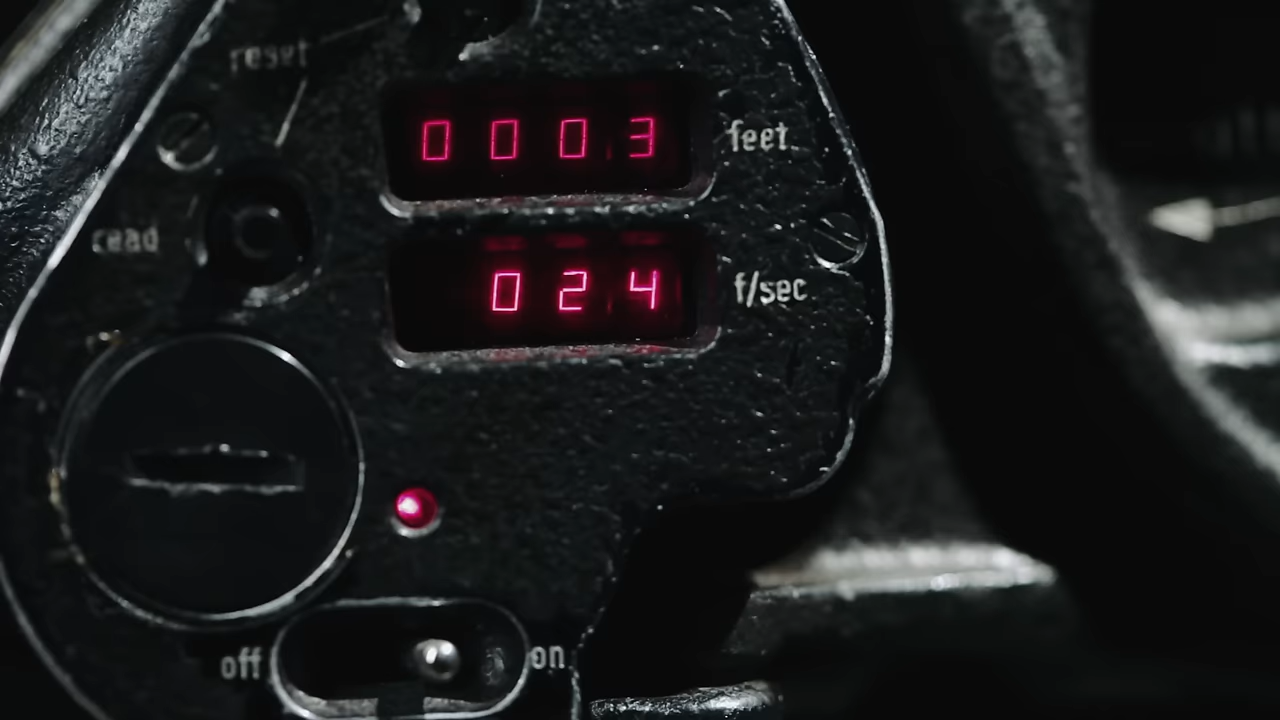 reset
0003 feet
read
024 f/sec
off on